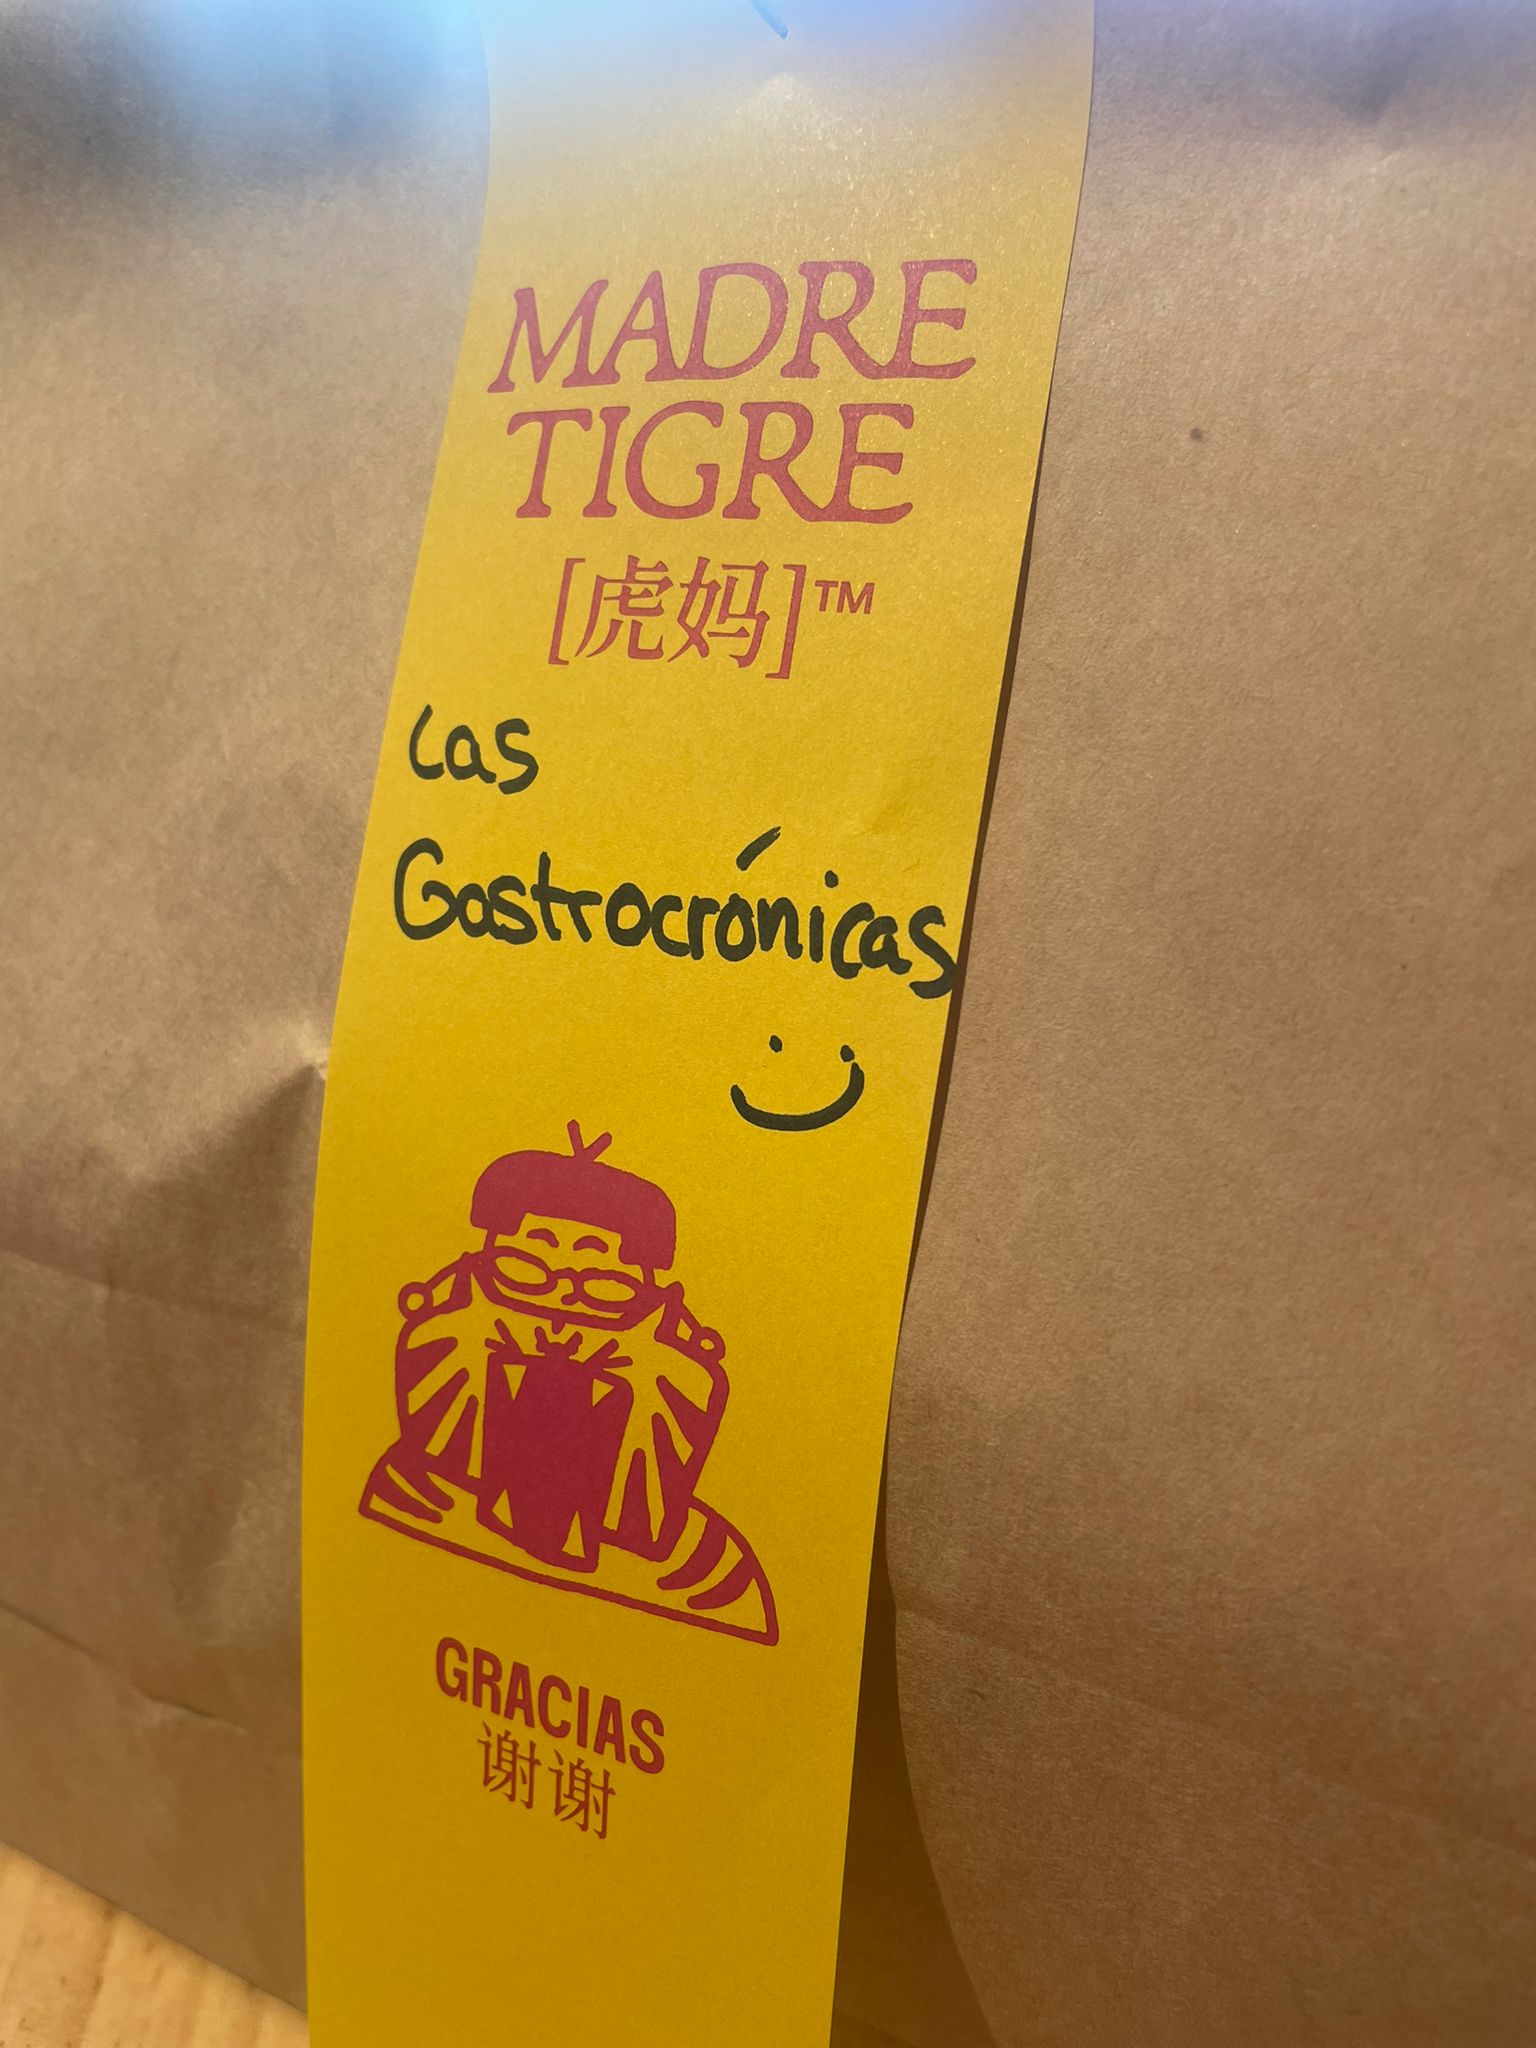 MADRE
TIGRE
[虎妈]™
Las
Gastrocrónicas
GRACIAS
谢谢